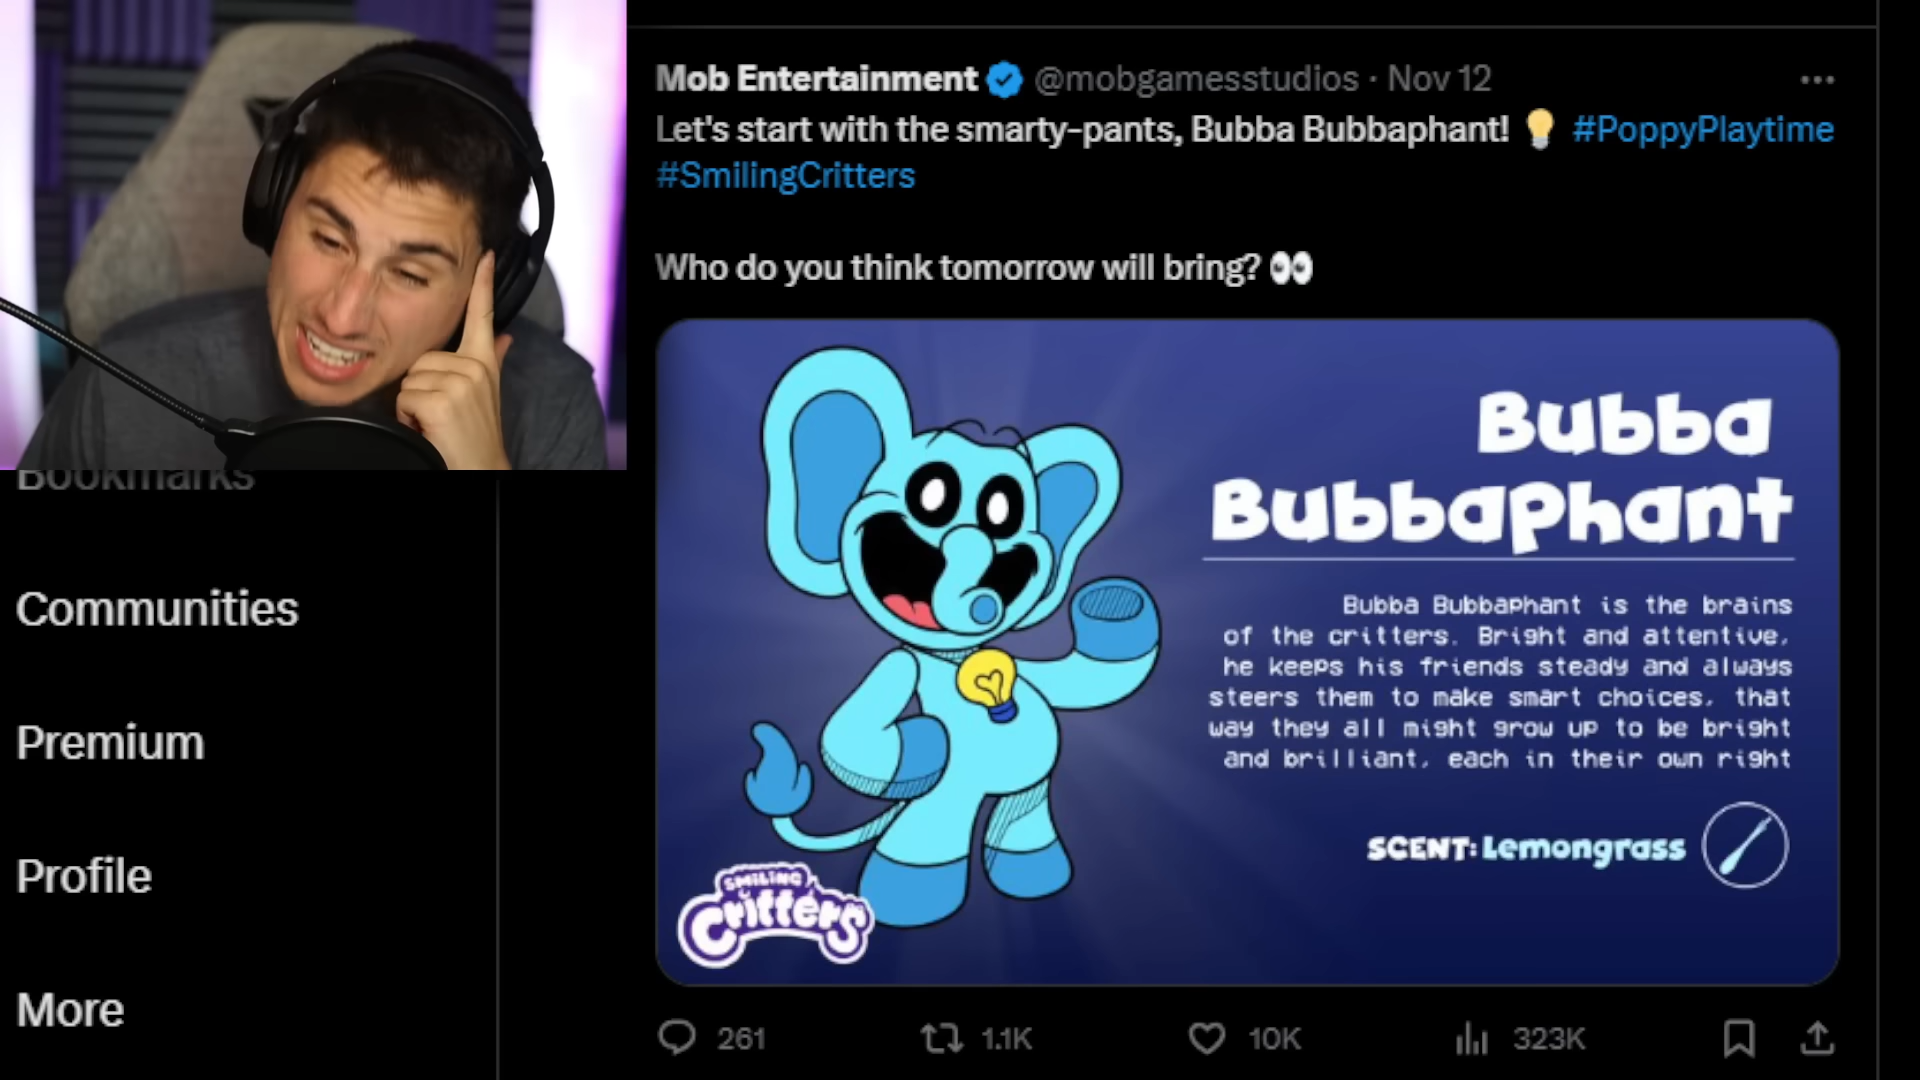 Mob Entertainment @mobgamesstudios · Nov 12
Let's start with the smarty-pants, Bubba Bubbaphant! 💡 #PoppyPlaytime
#SmilingCritters
Who do you think tomorrow will bring? 👀
Bubba
Bubbaphant
Bubba Bubbaphant is the brains
of the critters. Bright and attentive,
he keeps his friends steady and always
steers them to make smart choices, that
way they all might grow up to be bright
and brilliant, each in their own right
SCENT: Lemongrass
SMILING
Critters
261 1.1K 10K 323K
Bookmarks
Communities
Premium
Profile
More